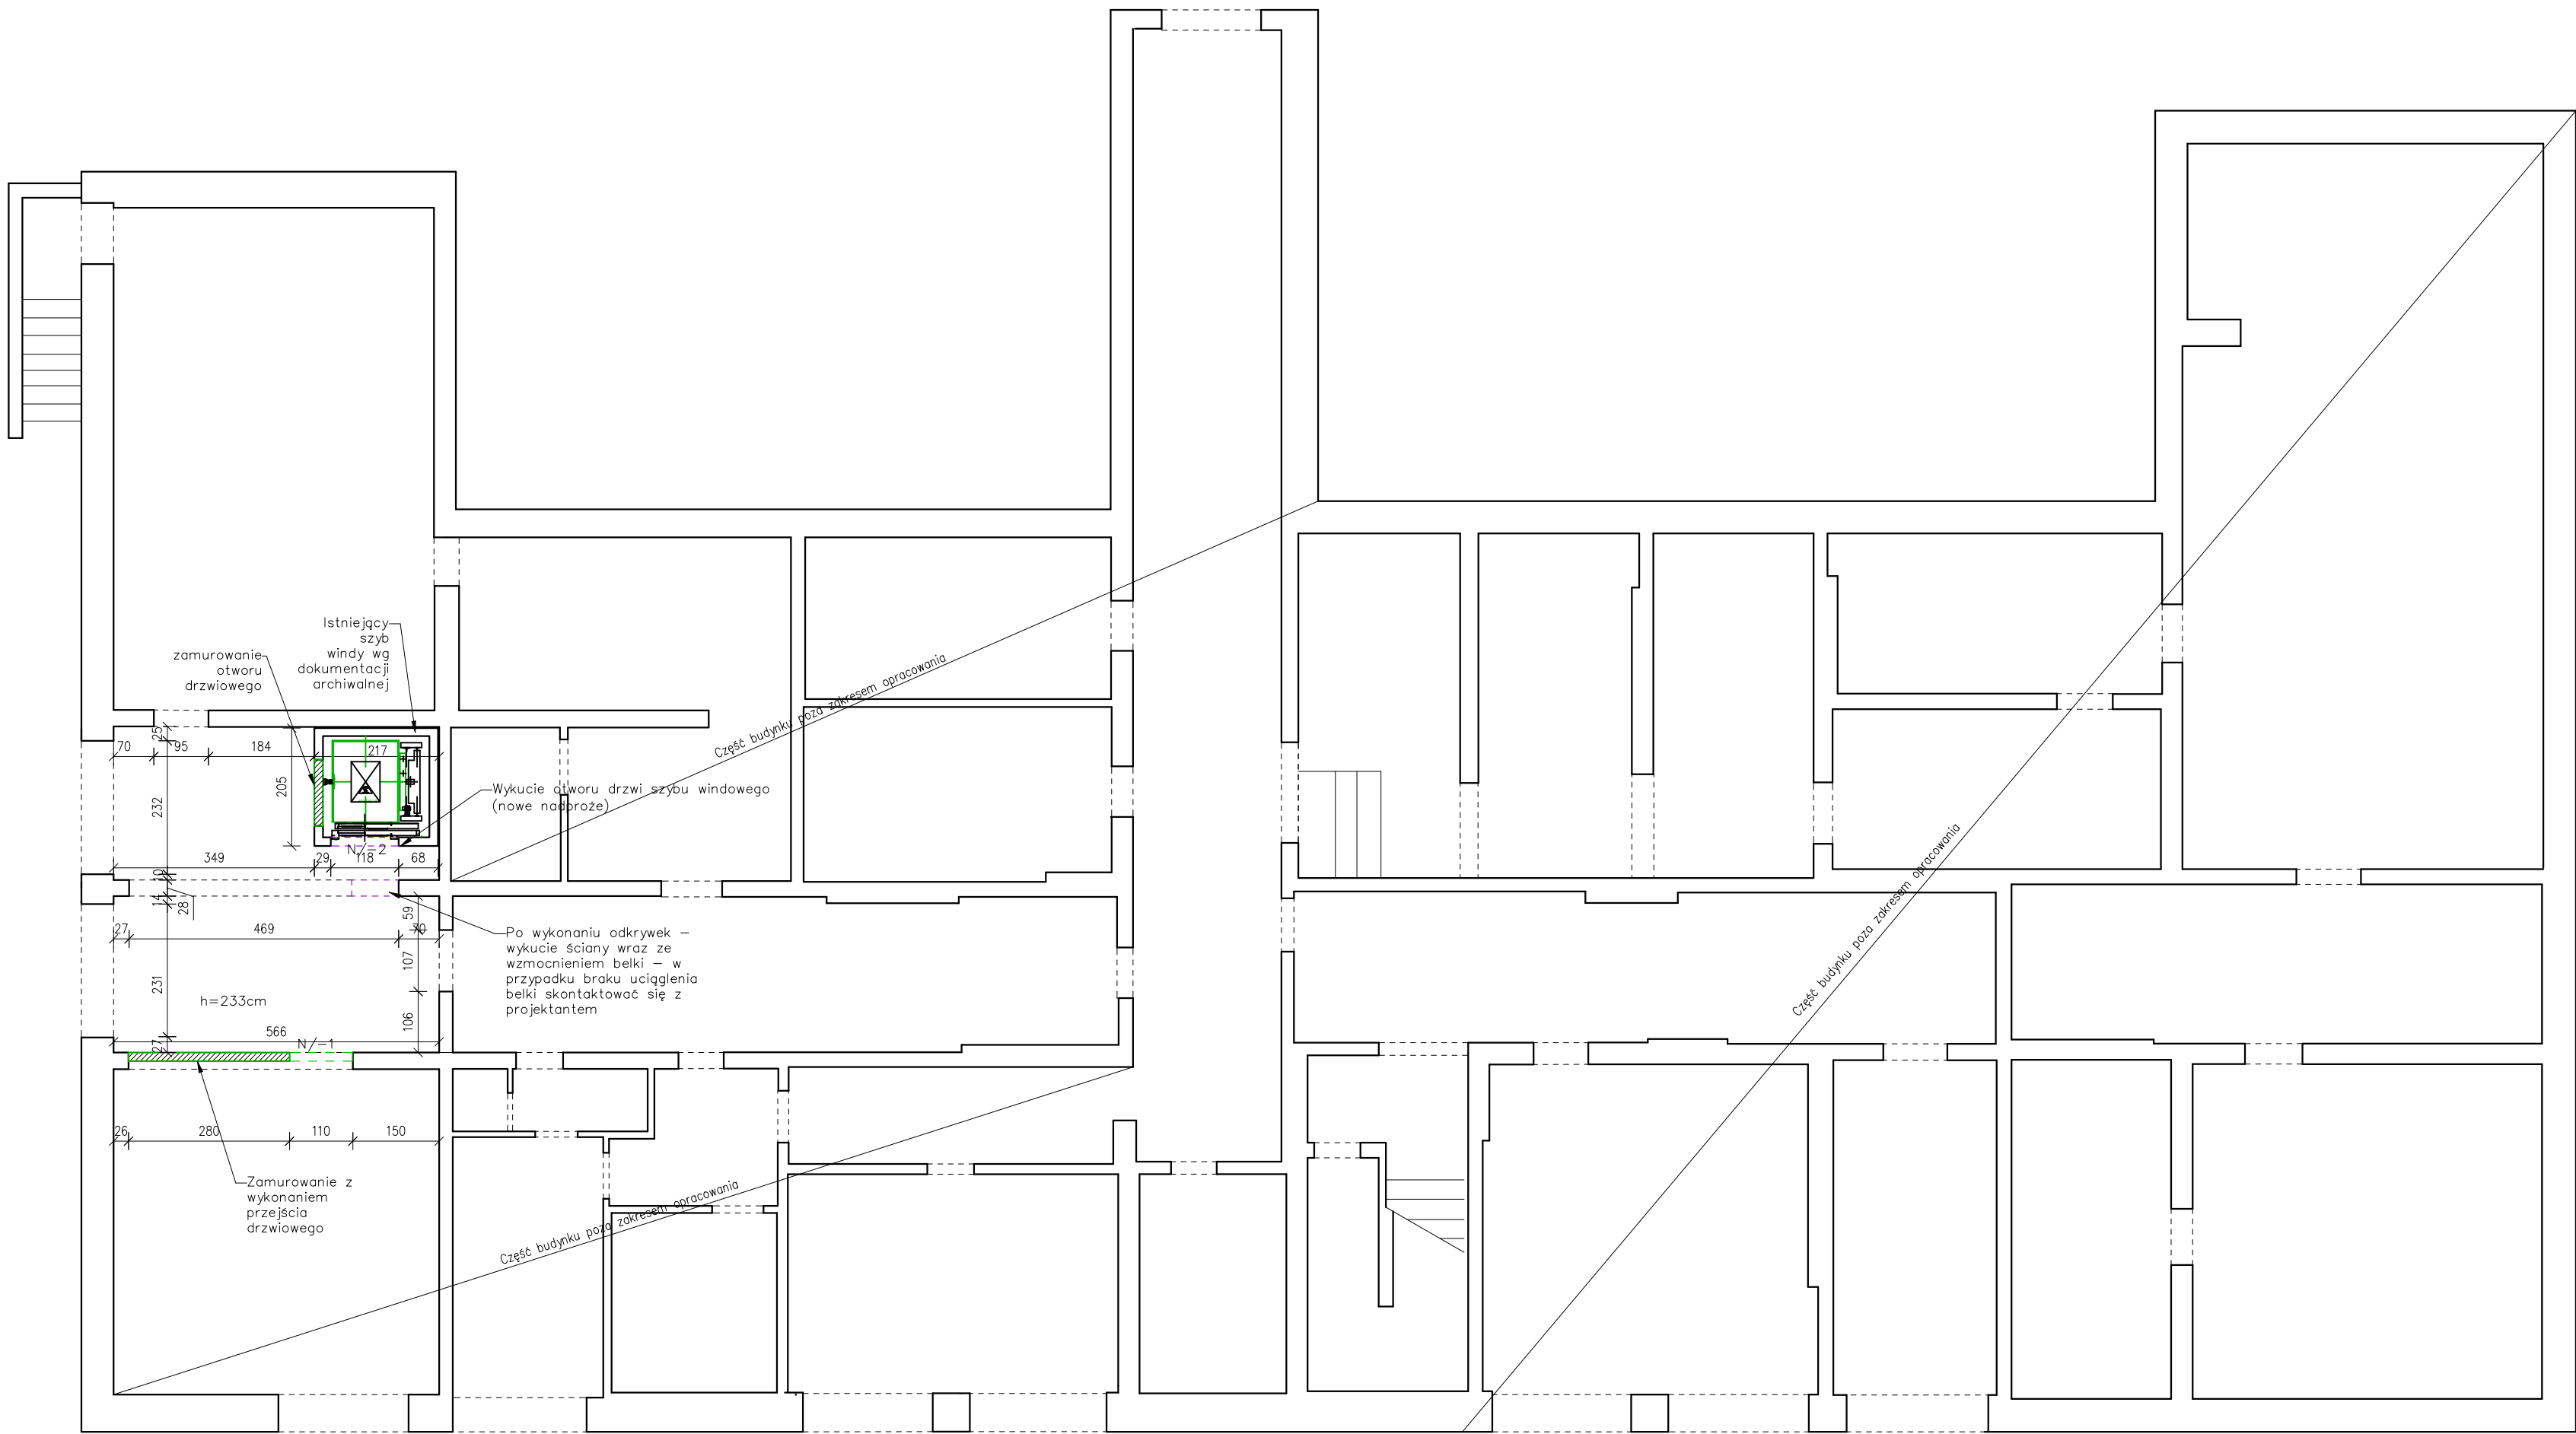 Istniejący
szyb
windy wg
dokumentacji
archiwalnej
zamurowanie
otworu
drzwiowego
Część budynku poza zakresem opracowania
70
95
184
217
25
232
205
Wykucie otworu drzwi szybu windowego
(nowe nadproże)
N/-2
349
29
118
68
10
14
28
59
27
469
70
Po wykonaniu odkrywek –
wykucie ściany wraz ze
wzmocnieniem belki – w
przypadku braku uciąglenia
belki skontaktować się z
projektantem
107
231
h=233cm
106
566
27
N/-1
26
280
110
150
Zamurowanie z
wykonaniem
przejścia
drzwiowego
Część budynku poza zakresem opracowania
Część budynku poza zakresem opracowania